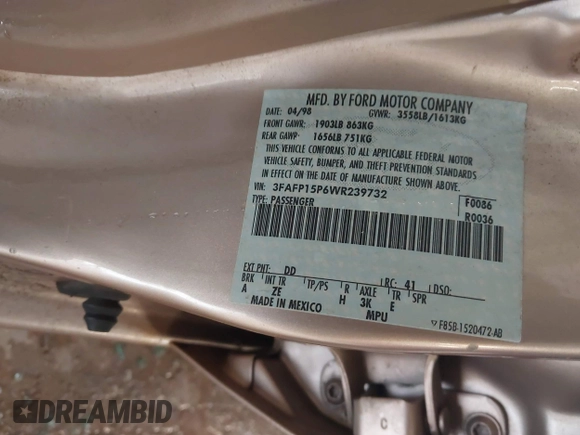 MFD. BY FORD MOTOR COMPANY
DATE: 04/98 GVWR: 3558LB/1613KG
FRONT GAWR: 1903LB 863KG
REAR GAWR: 1656LB 751KG
THIS VEHICLE CONFORMS TO ALL APPLICABLE FEDERAL MOTOR
VEHICLE SAFETY, BUMPER, AND THEFT PREVENTION STANDARDS
IN EFFECT ON THE DATE OF MANUFACTURE SHOWN ABOVE.
VIN: 3FAFP15P6WR239732 F0086
TYPE: PASSENGER R0036
EXT PNT: DD RC: 41 DSO:
BRK INT TR TP/PS R AXLE TR SPR
A ZE H 3K E
MADE IN MEXICO MPU
▽ F85B-1520472-AB
C
DREAMBID